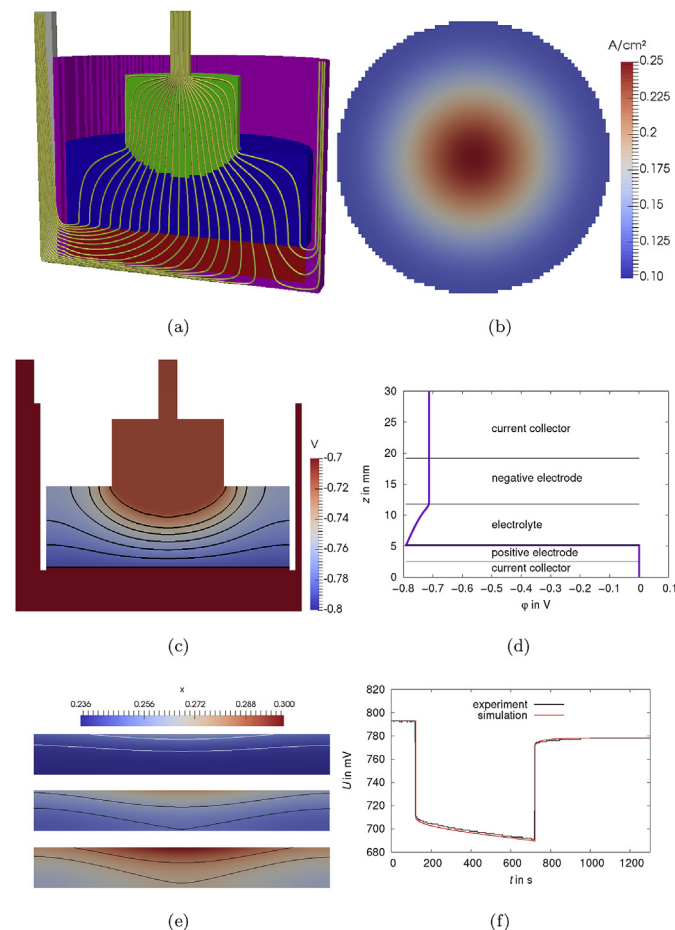 A/cm²
0.25
0.2
0.175
0.15
0.125
0.10
(a)
(b)
V
-0.7
-0.72
-0.74
-0.76
-0.78
-0.8
(c)
30
25
20
15
10
5
0
z in mm
current collector
negative electrode
electrolyte
positive electrode
current collector
−0.8 −0.7 −0.6 −0.5 −0.4 −0.3 −0.2 −0.1 0 0.1
φ in V
(d)
x
0.236 0.256 0.272 0.288 0.300
(e)
820
800
780
760
740
720
700
680
U in mV
experiment
simulation
0 200 400 600 800 1000 1200
t in s
(f)